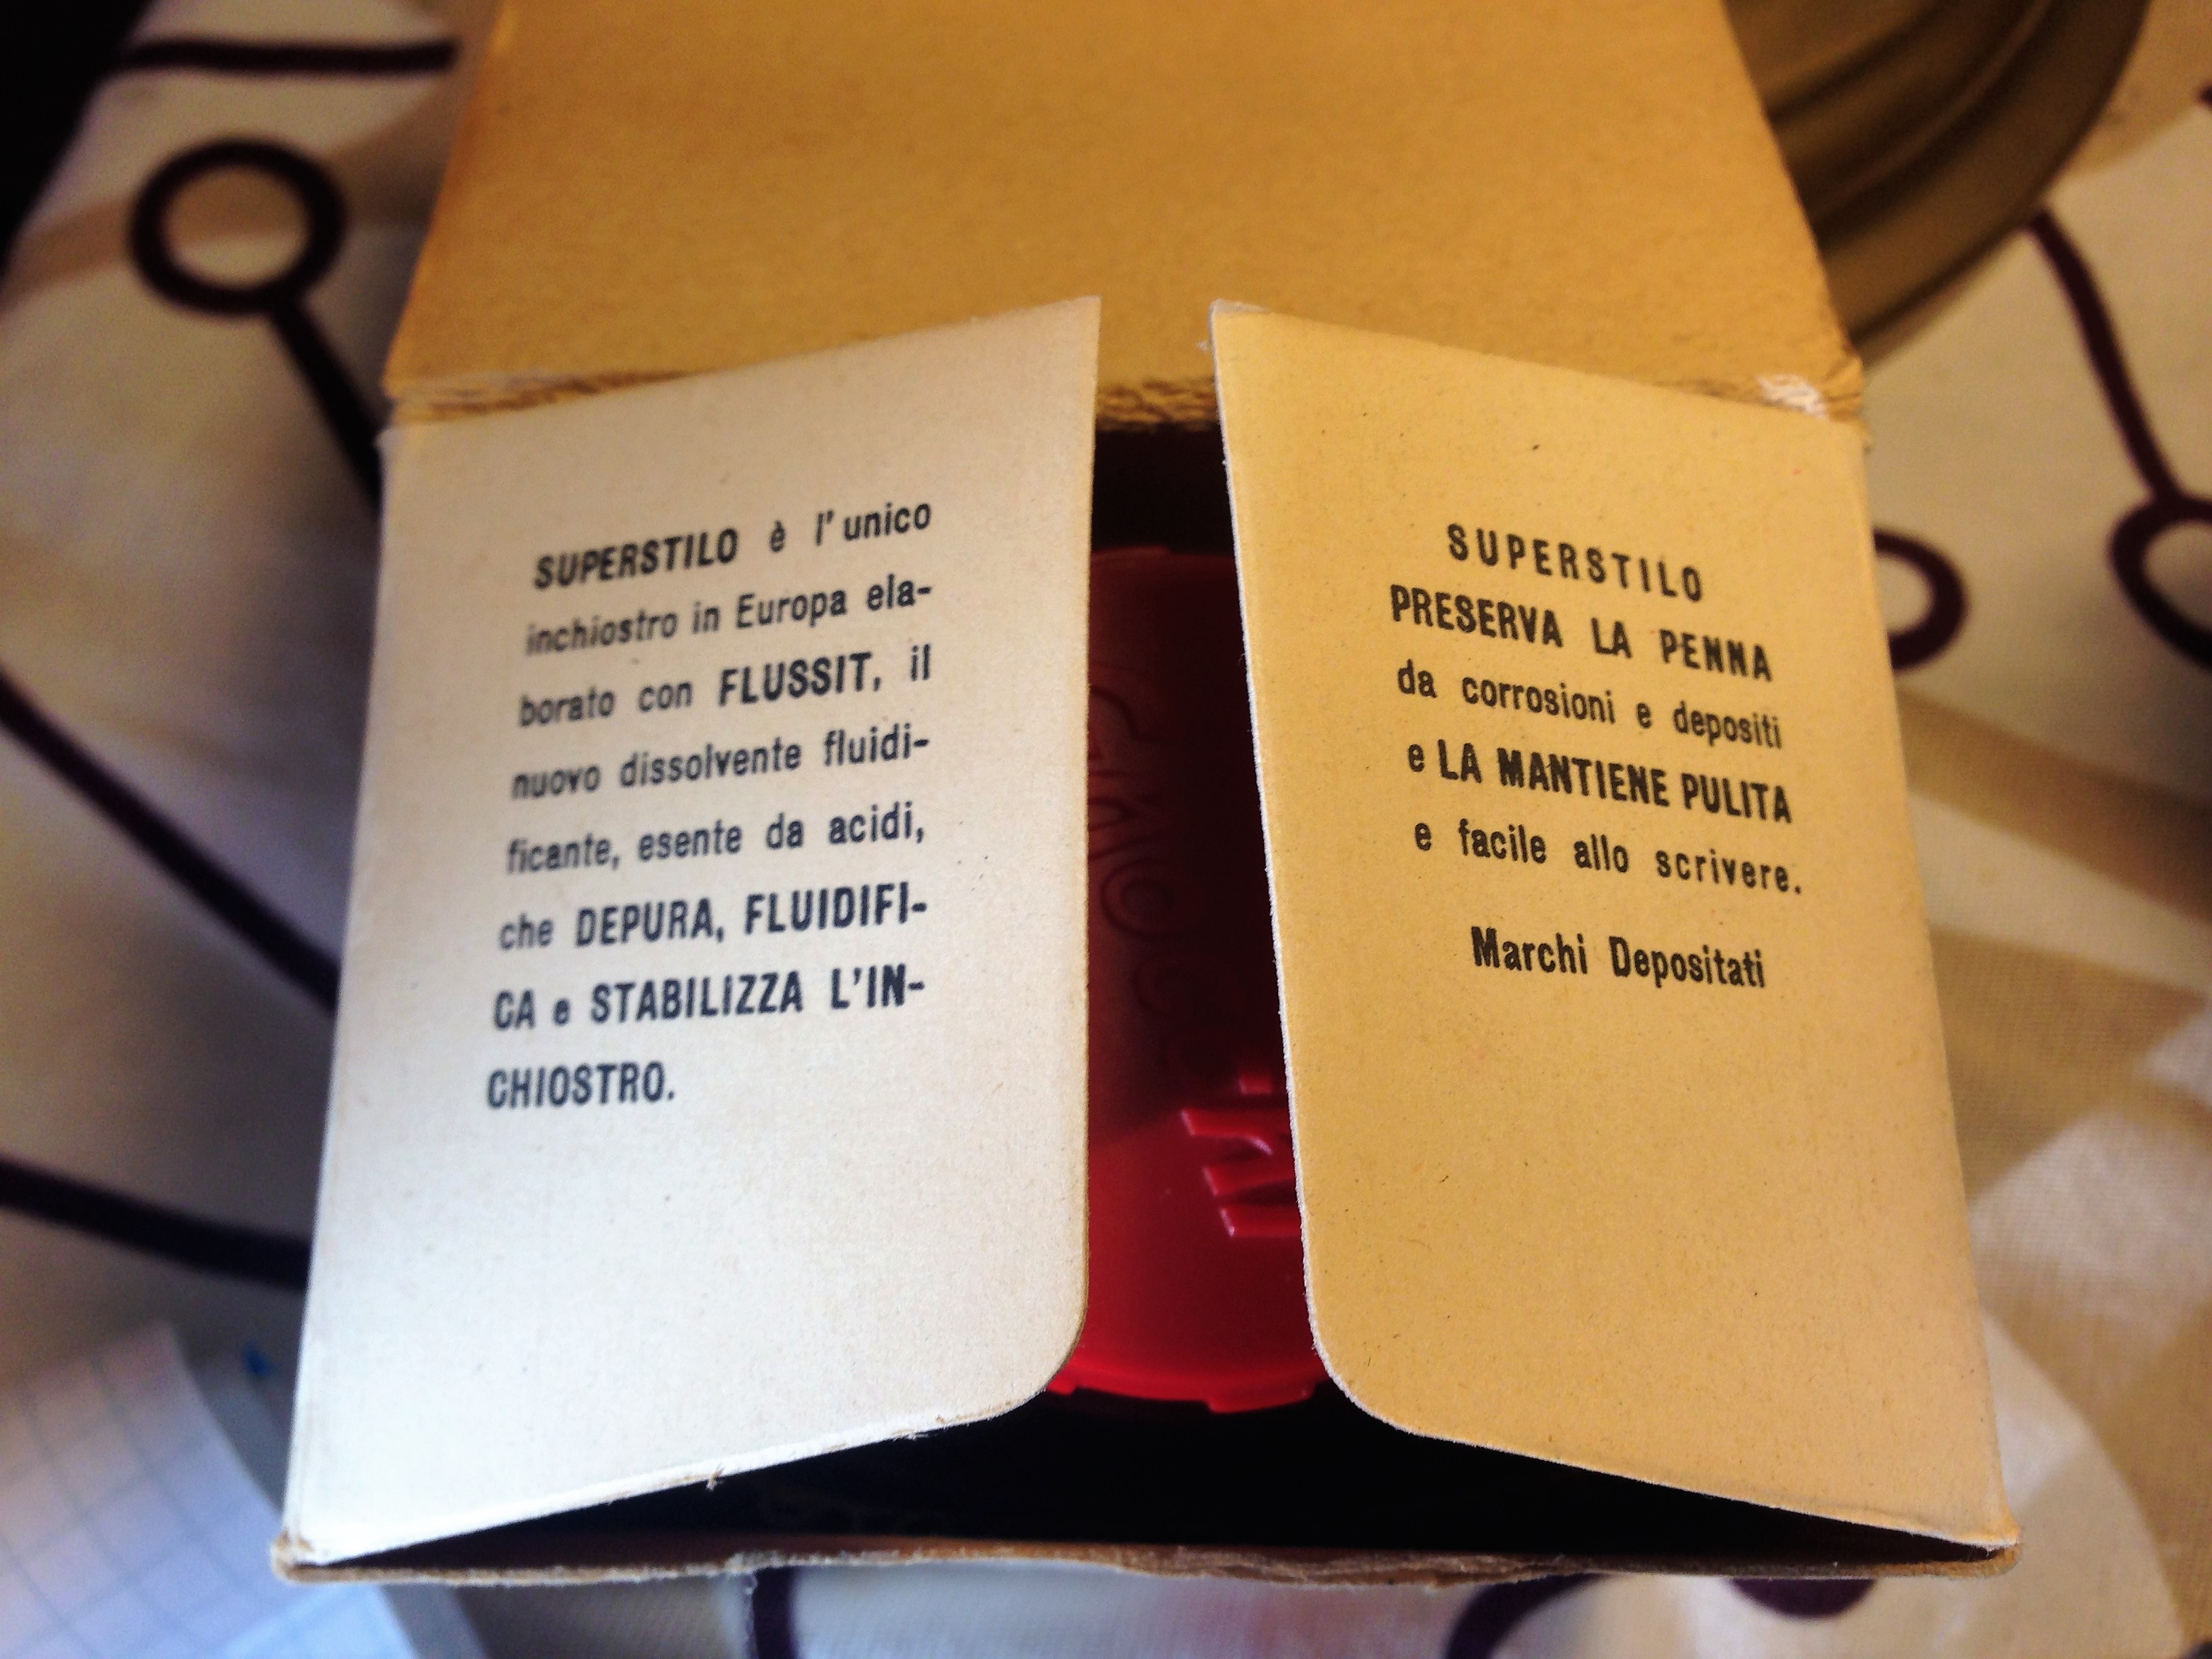 SUPERSTILO è l'unico
inchiostro in Europa ela-
borato con FLUSSIT, il
nuovo dissolvente fluidi-
ficante, esente da acidi,
che DEPURA, FLUIDIFI-
CA e STABILIZZA L'IN-
CHIOSTRO.
SUPERSTILO
PRESERVA LA PENNA
da corrosioni e depositi
e LA MANTIENE PULITA
e facile allo scrivere.
Marchi Depositati